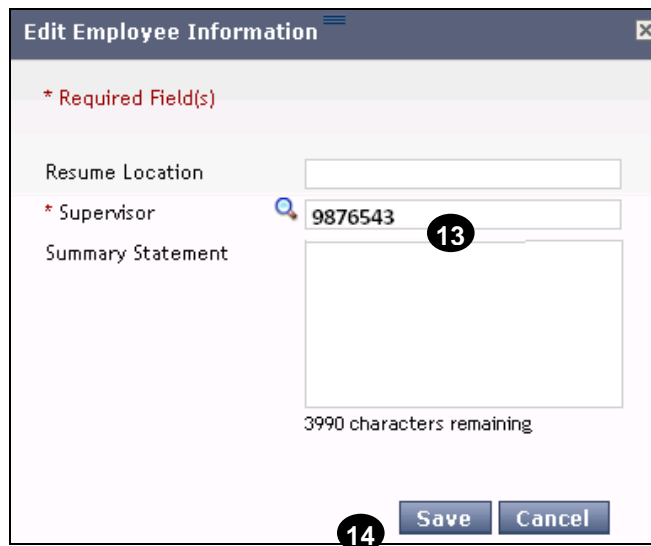 Edit Employee Information
* Required Field(s)
Resume Location
* Supervisor 9876543
13
Summary Statement
3990 characters remaining
Save Cancel
14